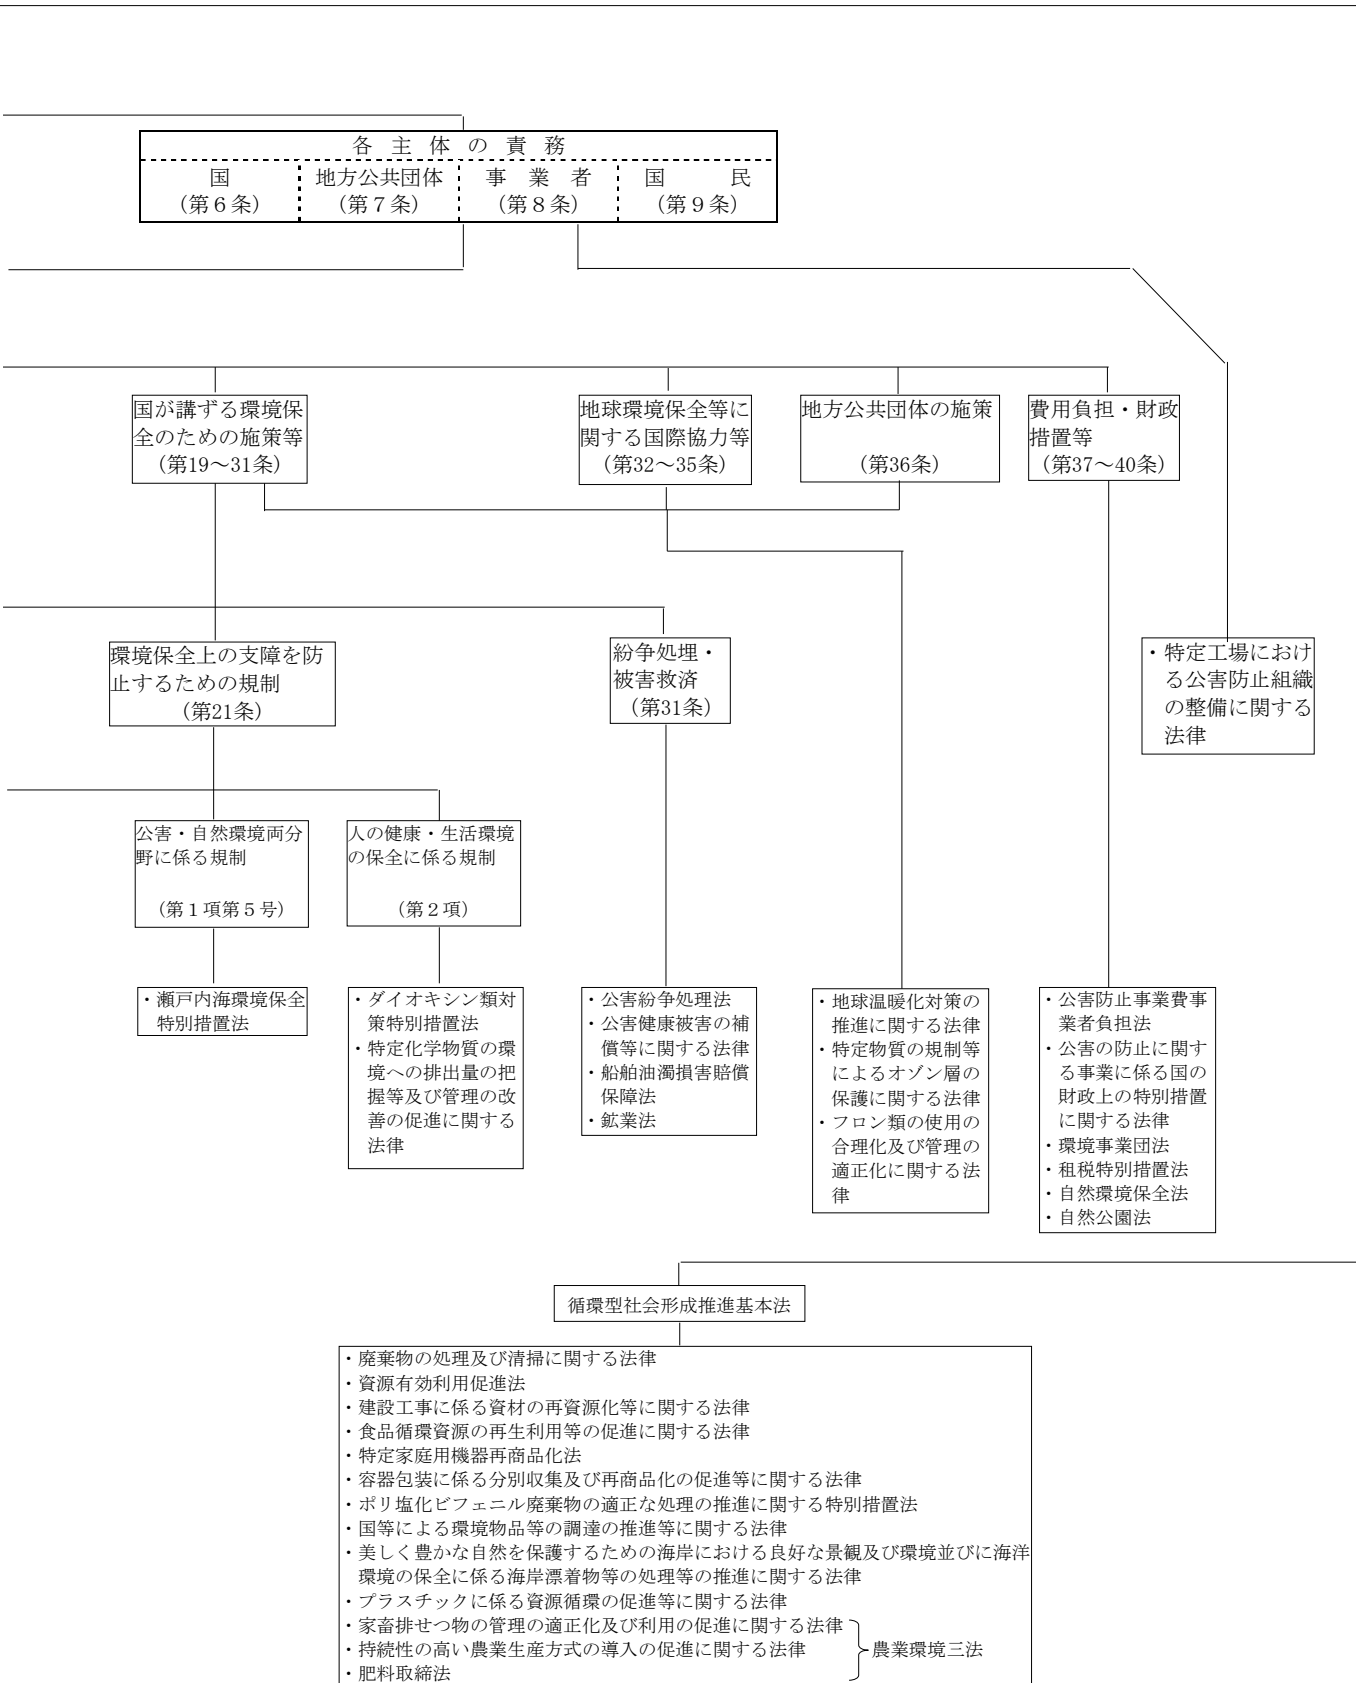 各主体の責務
国
（第６条）
地方公共団体
（第７条）
事業者
（第８条）
国民
（第９条）
国が講ずる環境保
全のための施策等
（第19～31条）
地球環境保全等に
関する国際協力等
（第32～35条）
地方公共団体の施策
（第36条）
費用負担・財政
措置等
（第37～40条）
環境保全上の支障を防
止するための規制
（第21条）
紛争処理・
被害救済
（第31条）
・特定工場におけ
る公害防止組織
の整備に関する
法律
公害・自然環境両分
野に係る規制
（第１項第５号）
人の健康・生活環境
の保全に係る規制
（第２項）
・瀬戸内海環境保全
特別措置法
・ダイオキシン類対
策特別措置法
・特定化学物質の環
境への排出量の把
握等及び管理の改
善の促進に関する
法律
・公害紛争処理法
・公害健康被害の補
償等に関する法律
・船舶油濁損害賠償
保障法
・鉱業法
・地球温暖化対策の
推進に関する法律
・特定物質の規制等
によるオゾン層の
保護に関する法律
・フロン類の使用の
合理化及び管理の
適正化に関する法
律
・公害防止事業費事
業者負担法
・公害の防止に関す
る事業に係る国の
財政上の特別措置
に関する法律
・環境事業団法
・租税特別措置法
・自然環境保全法
・自然公園法
循環型社会形成推進基本法
・廃棄物の処理及び清掃に関する法律
・資源有効利用促進法
・建設工事に係る資材の再資源化等に関する法律
・食品循環資源の再生利用等の促進に関する法律
・特定家庭用機器再商品化法
・容器包装に係る分別収集及び再商品化の促進等に関する法律
・ポリ塩化ビフェニル廃棄物の適正な処理の推進に関する特別措置法
・国等による環境物品等の調達の推進等に関する法律
・美しく豊かな自然を保護するための海岸における良好な景観及び環境並びに海洋
環境の保全に係る海岸漂着物等の処理等の推進に関する法律
・プラスチックに係る資源循環の促進等に関する法律
・家畜排せつ物の管理の適正化及び利用の促進に関する法律
・持続性の高い農業生産方式の導入の促進に関する法律
農業環境三法
・肥料取締法